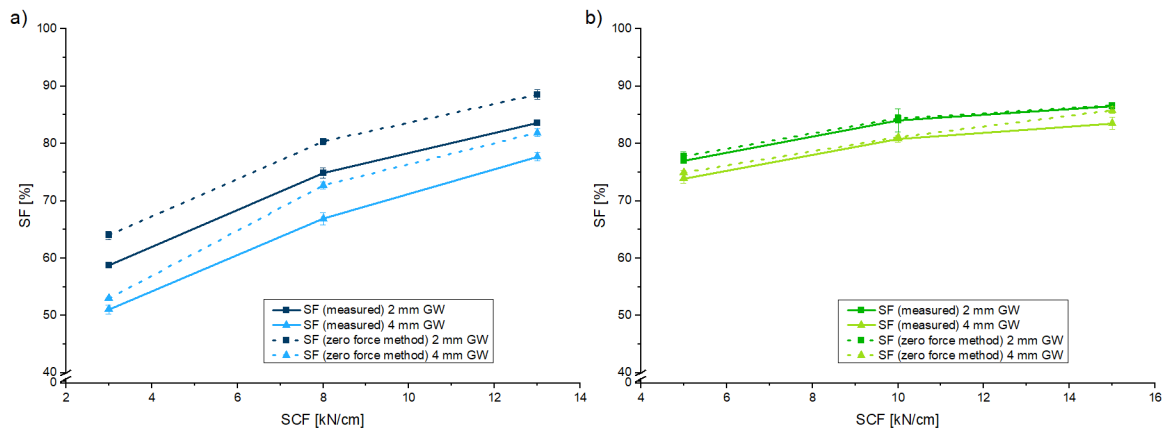 a)
100
90
80
70
60
50
40
0
SF [%]
2 4 6 8 10 12 14
SCF [kN/cm]
SF (measured) 2 mm GW
SF (measured) 4 mm GW
SF (zero force method) 2 mm GW
SF (zero force method) 4 mm GW
b)
100
90
80
70
60
50
40
0
SF [%]
4 6 8 10 12 14 16
SCF [kN/cm]
SF (measured) 2 mm GW
SF (measured) 4 mm GW
SF (zero force method) 2 mm GW
SF (zero force method) 4 mm GW